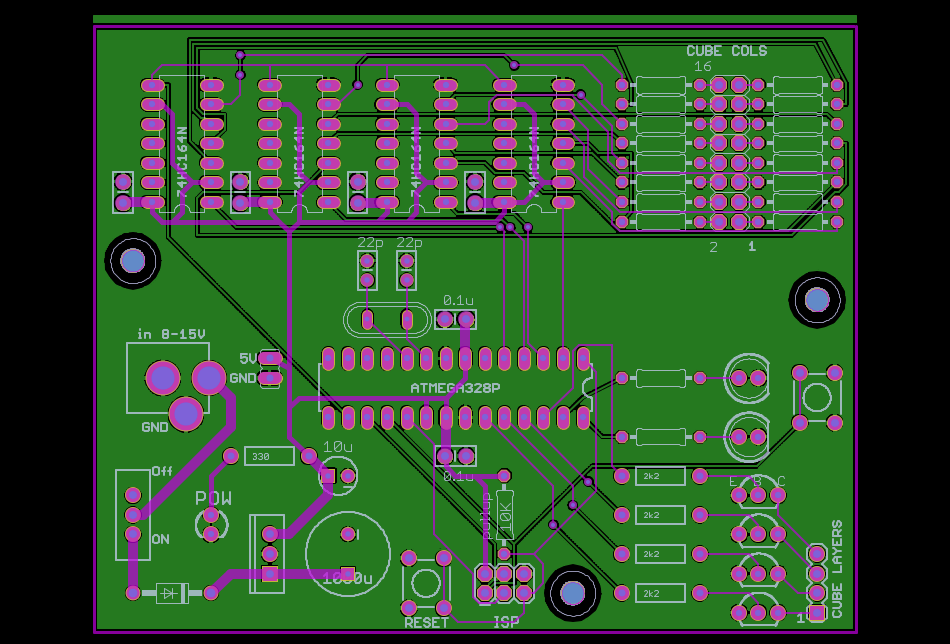 CUBE COLS
16
74HC164N
74HC164N
74HC164N
74HC164N
2 1
22p 22p
0.1u
in 8-15V
5V
GND
ATMEGA328P
GND
10u
330
0.1u
Off
POW
ON
pullup
10K
2k2
E B C
2k2
2k2
2k2
1000u
CUBE LAYERS
1
RESET
ISP